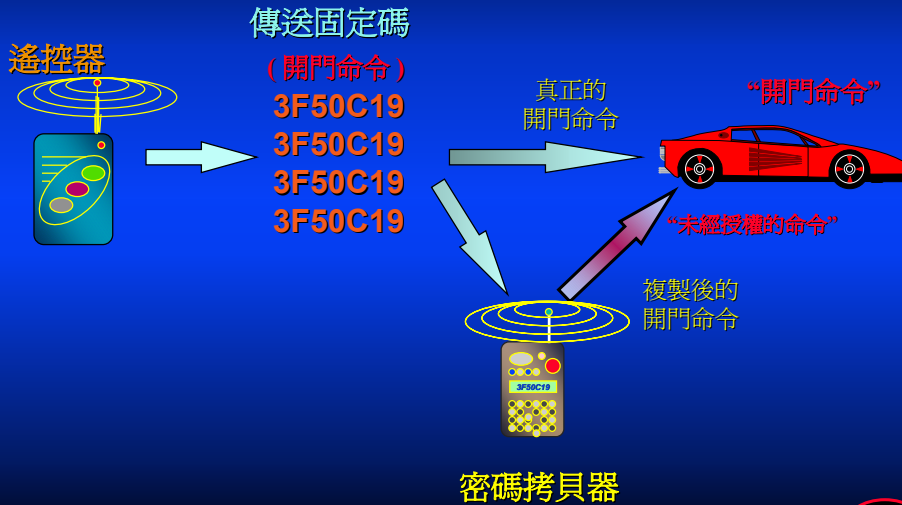 遙控器
傳送固定碼
( 開門命令 )
3F50C19
3F50C19
3F50C19
3F50C19
真正的
開門命令
“開門命令”
“未經授權的命令”
複製後的
開門命令
3F50C19
密碼拷貝器